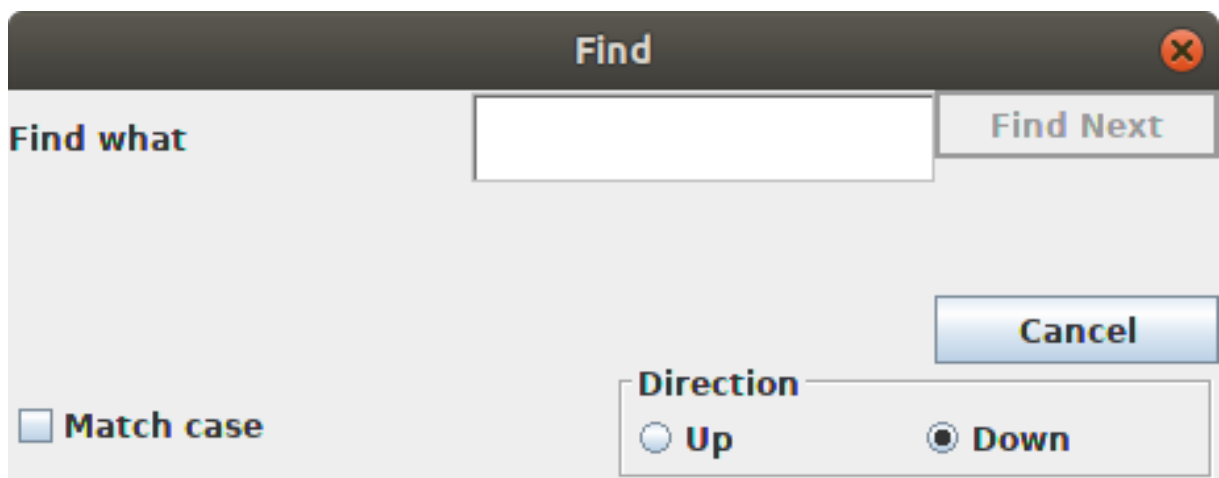 Find
Find what
Find Next
Cancel
Direction
Match case
Up
Down